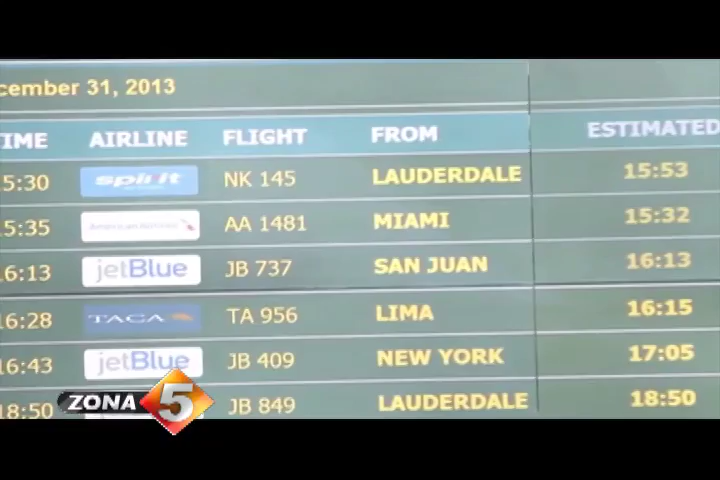 cember 31, 2013
IME AIRLINE FLIGHT FROM ESTIMATED
5:30 spirit NK 145 LAUDERDALE 15:53
5:35 American Airlines AA 1481 MIAMI 15:32
16:13 jetBlue JB 737 SAN JUAN 16:13
16:28 TACA TA 956 LIMA 16:15
16:43 jetBlue JB 409 NEW YORK 17:05
18:50 JB 849 LAUDERDALE 18:50
ZONA 5